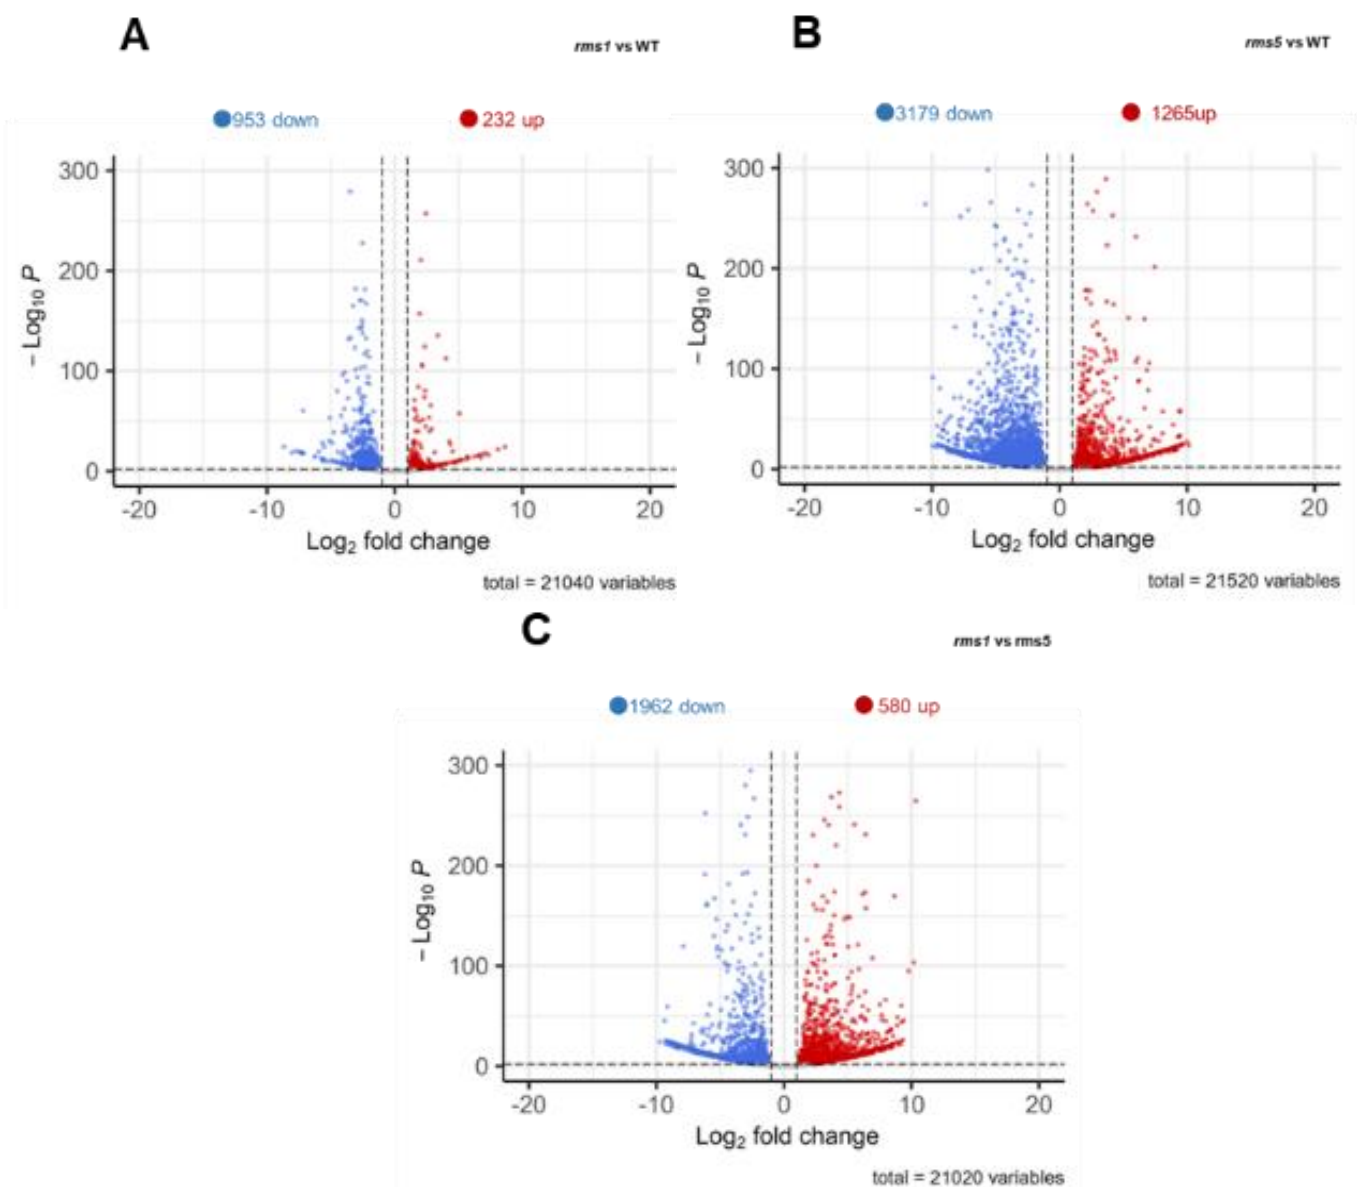 A
rms1 vs WT
953 down
232 up
300
200
100
0
-20
-10
0
10
20
– Log10 P
Log2 fold change
total = 21040 variables
B
rms5 vs WT
3179 down
1265up
300
200
100
0
-20
-10
0
10
20
– Log10 P
Log2 fold change
total = 21520 variables
C
rms1 vs rms5
1962 down
580 up
300
200
100
0
-20
-10
0
10
20
– Log10 P
Log2 fold change
total = 21020 variables